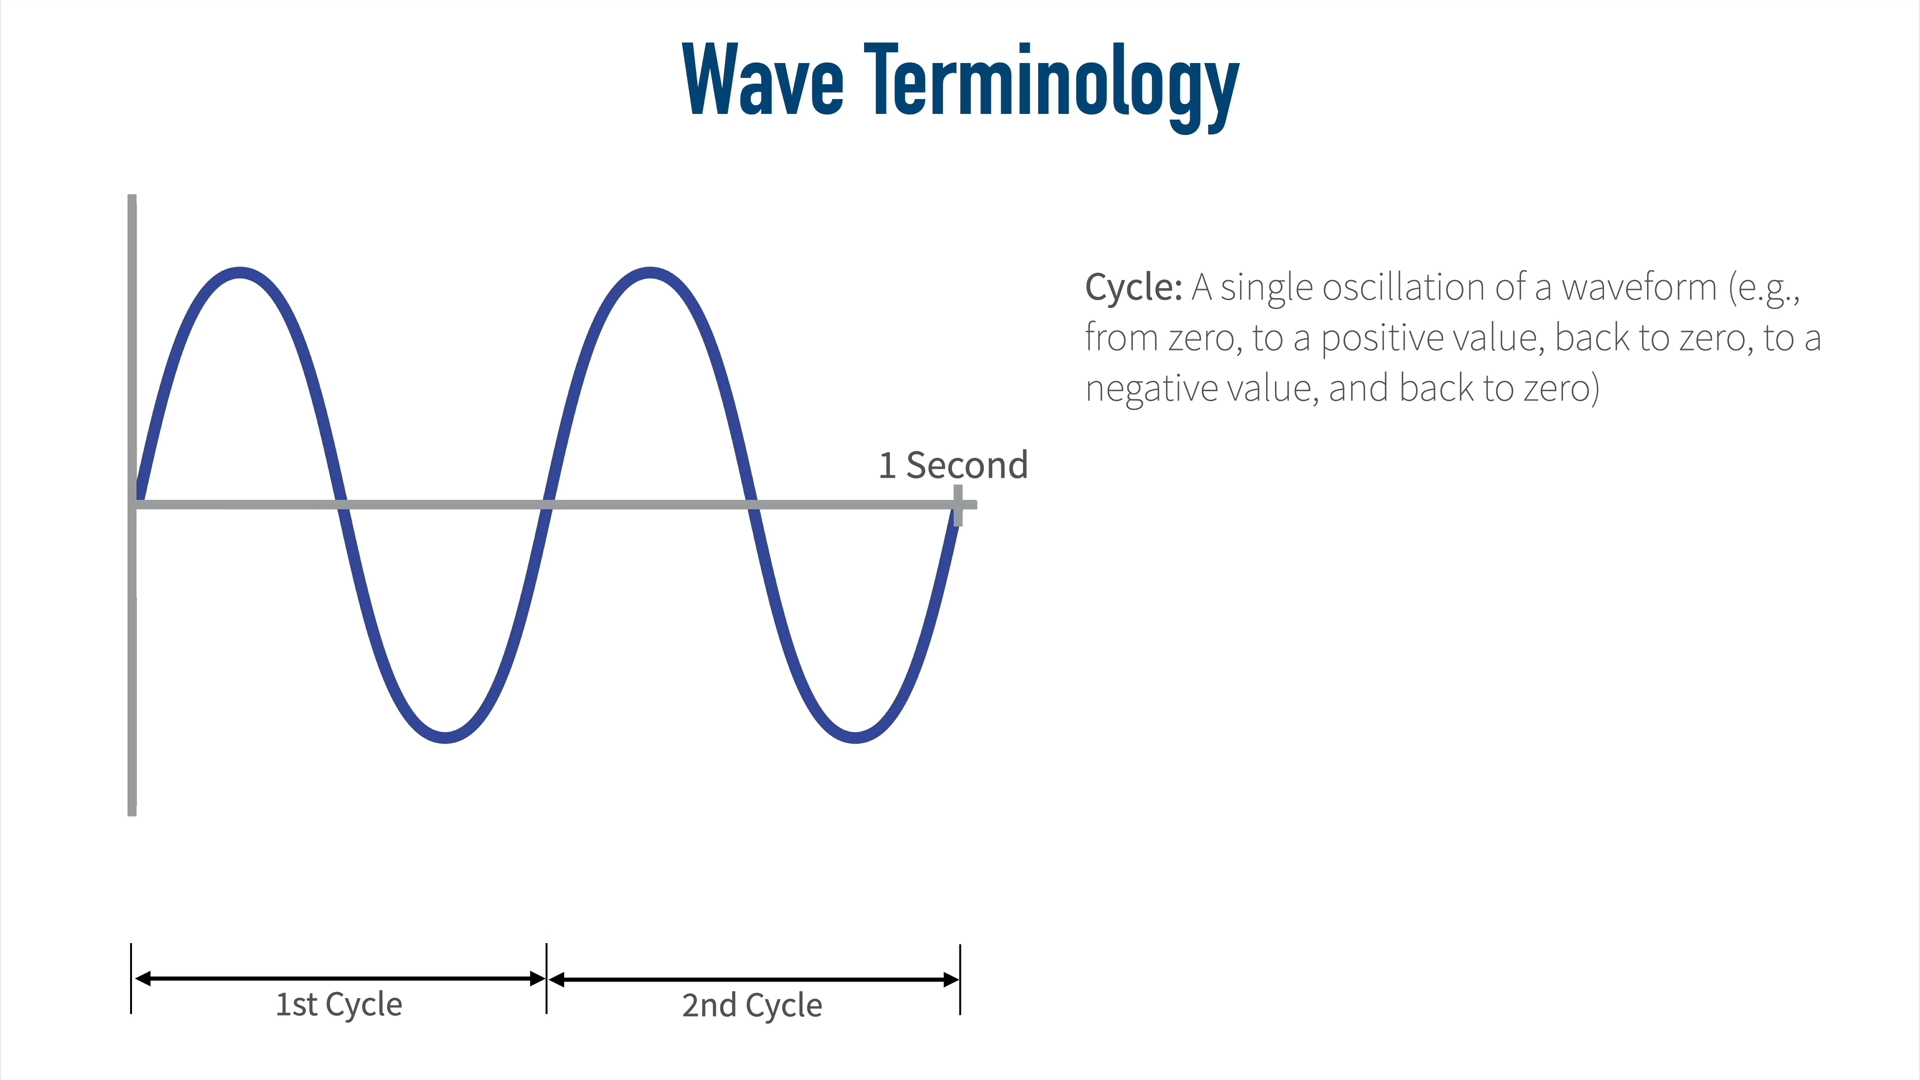 Wave Terminology
Cycle: A single oscillation of a waveform (e.g.,
from zero, to a positive value, back to zero, to a
negative value, and back to zero)
1 Second
1st Cycle
2nd Cycle